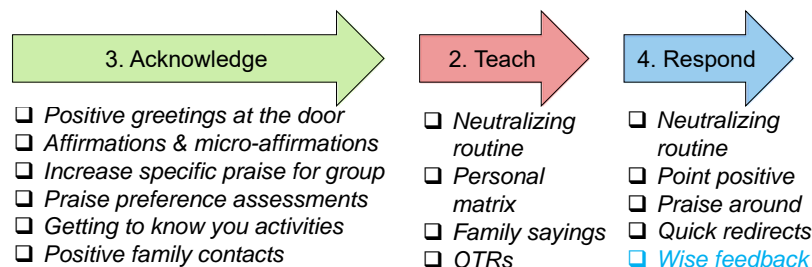 3. Acknowledge
❑ Positive greetings at the door
❑ Affirmations & micro-affirmations
❑ Increase specific praise for group
❑ Praise preference assessments
❑ Getting to know you activities
❑ Positive family contacts
2. Teach
❑ Neutralizing
routine
❑ Personal
matrix
❑ Family sayings
❑ OTRs
4. Respond
❑ Neutralizing
routine
❑ Point positive
❑ Praise around
❑ Quick redirects
❑ Wise feedback